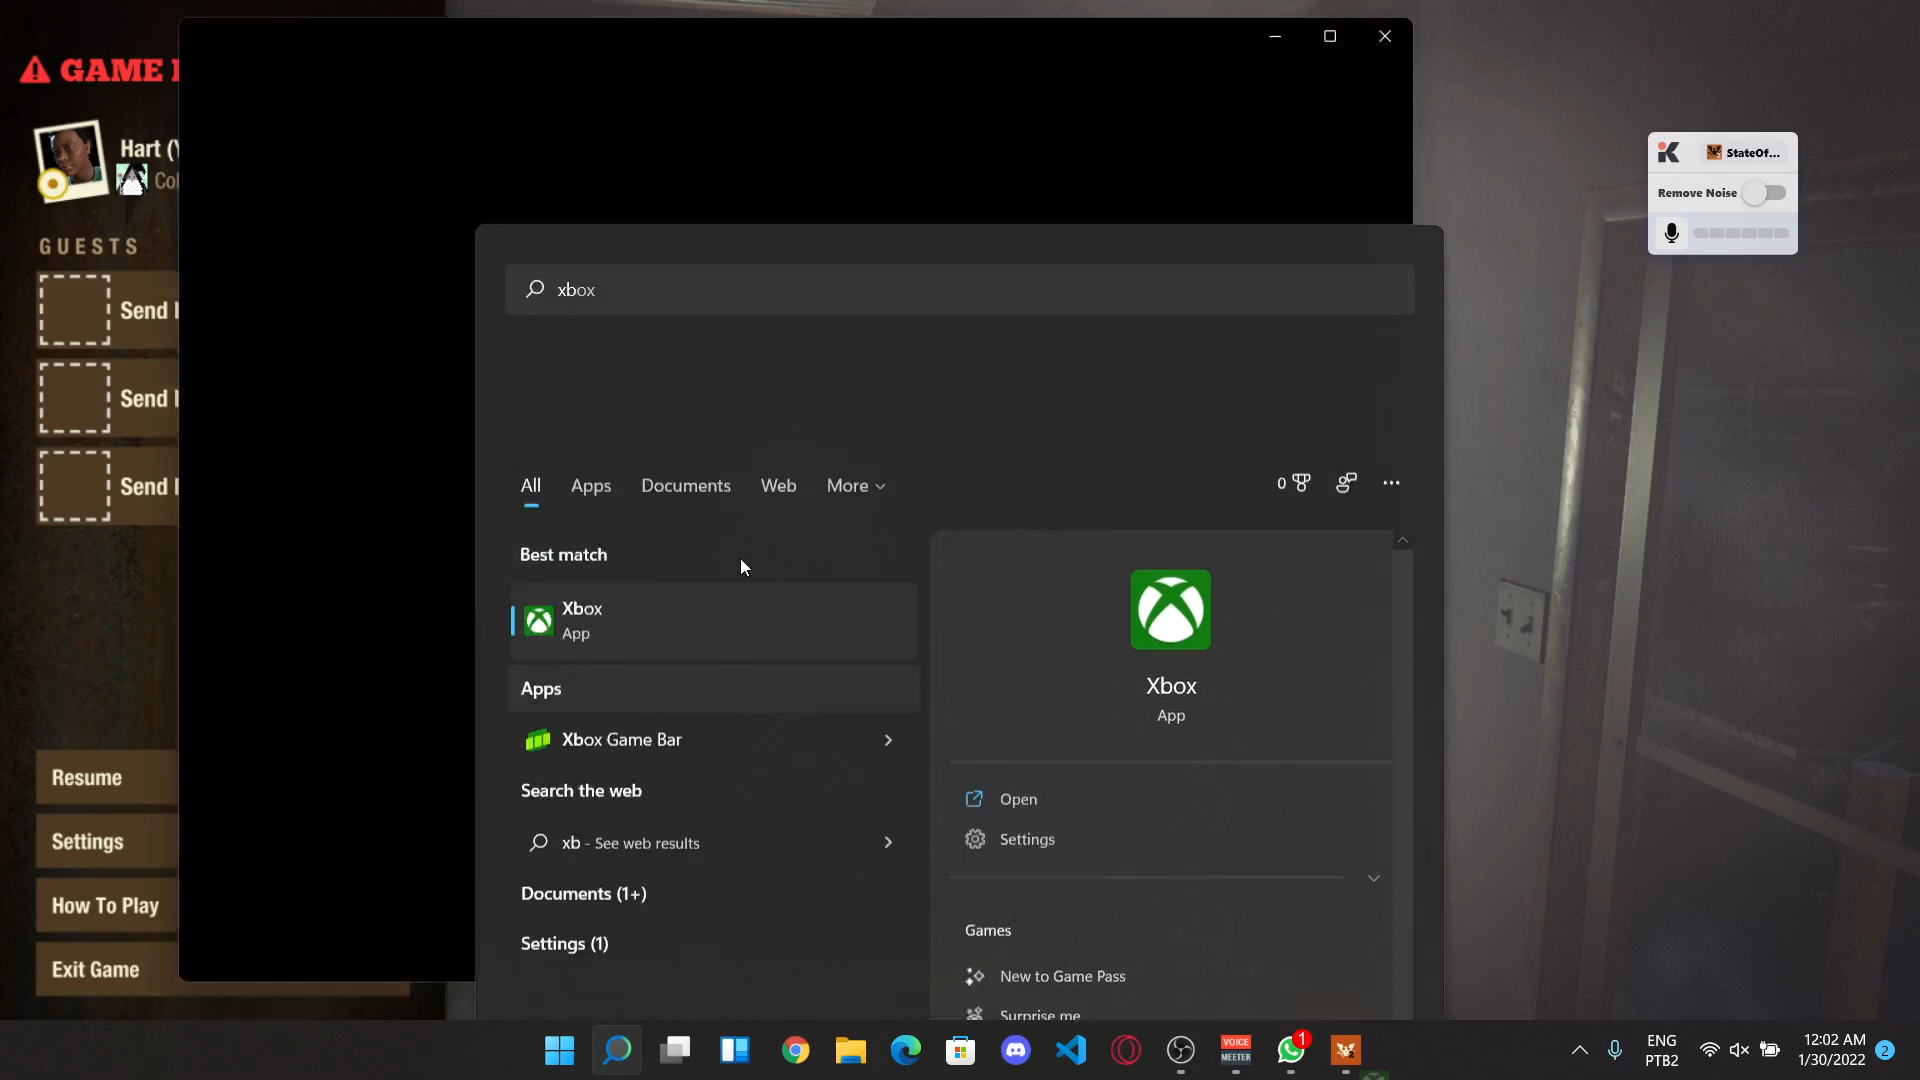 GAME
Hart (
Col
GUESTS
Send
Send
Send
Resume
Settings
How To Play
Exit Game
xbox
All
Apps
Documents
Web
More
0
Best match
Xbox
App
Apps
Xbox Game Bar
Search the web
xb - See web results
Documents (1+)
Settings (1)
Xbox
App
Open
Settings
Games
New to Game Pass
Surprise me
StateOf...
Remove Noise
VOICE
MEETER
1
ENG
PTB2
12:02 AM
1/30/2022
2